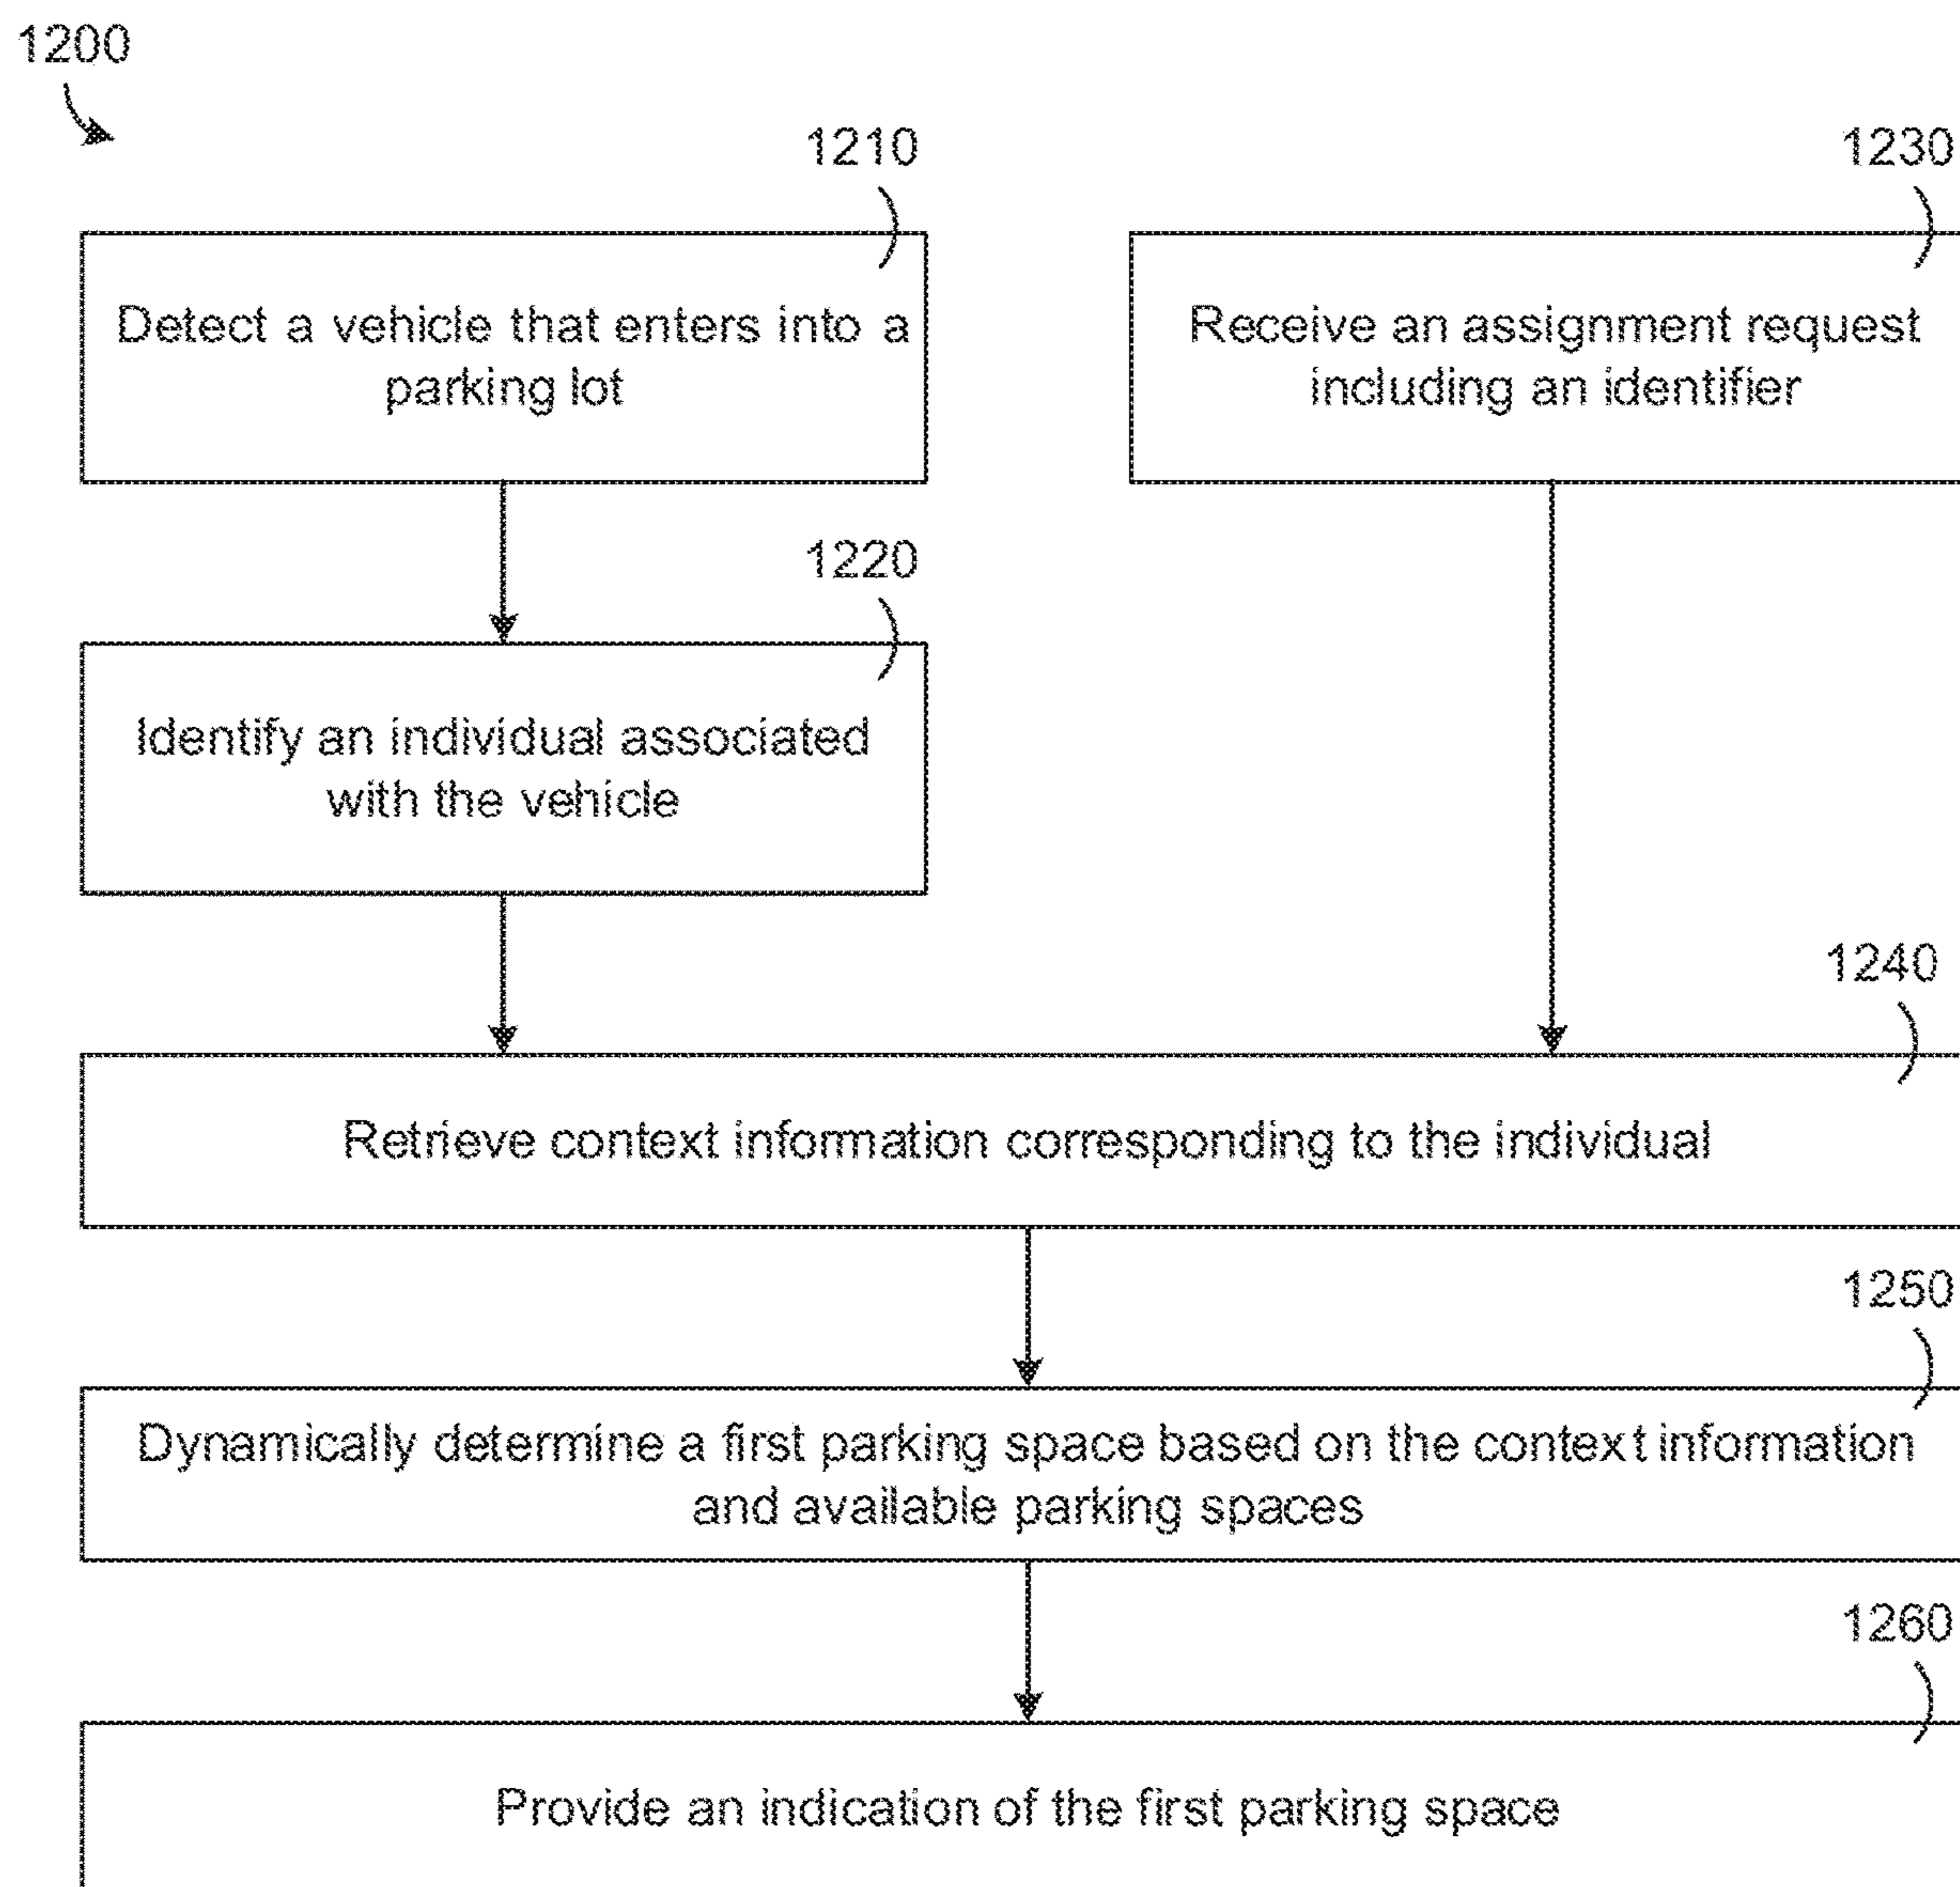 1200
1210
1230
Detect a vehicle that enters into a
parking lot
Receive an assignment request
including an identifier
1220
Identify an individual associated
with the vehicle
1240
Retrieve context information corresponding to the individual
1250
Dynamically determine a first parking space based on the context information
and available parking spaces
1260
Provide an indication of the first parking space